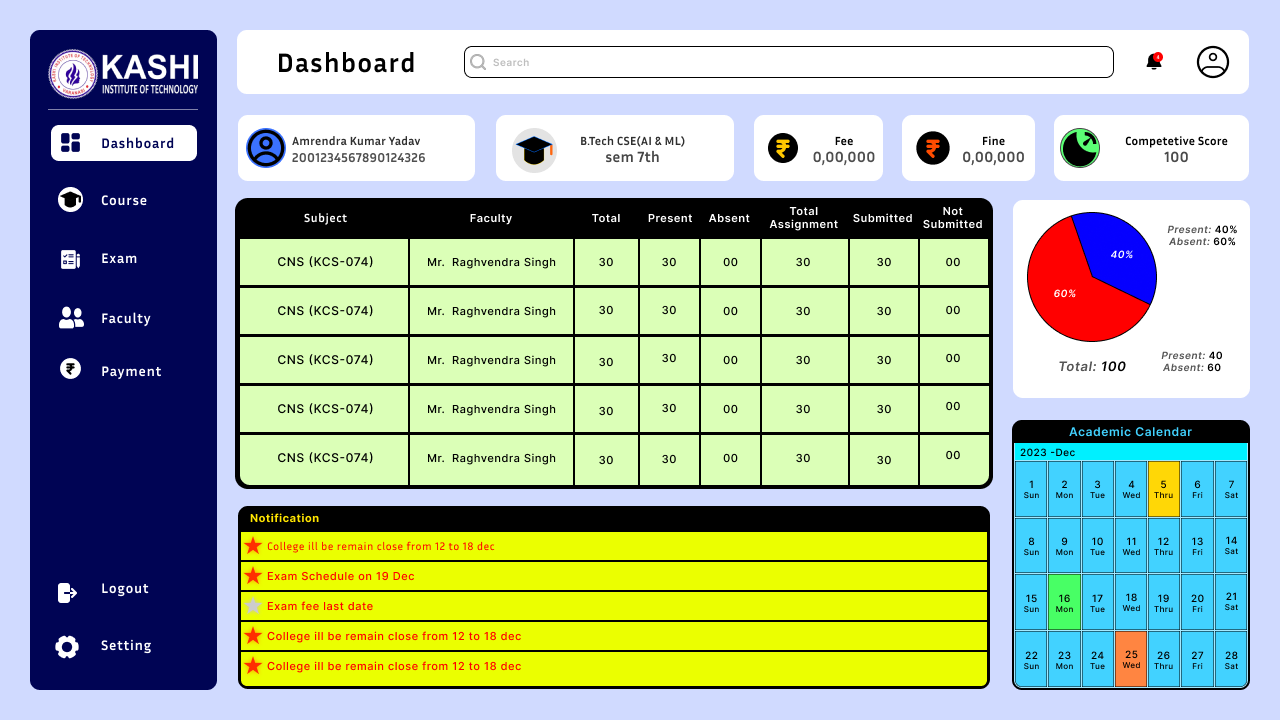 KASHI
INSTITUTE OF TECHNOLOGY
Dashboard
Course
Exam
Faculty
Payment
Logout
Setting
Dashboard
Search
Amrendra Kumar Yadav
2001234567890124326
B.Tech CSE(AI & ML)
sem 7th
Fee
0,00,000
Fine
0,00,000
Competetive Score
100
Subject Faculty Total Present Absent Total Assignment Submitted Not Submitted
CNS (KCS-074) Mr. Raghvendra Singh 30 30 00 30 30 00
CNS (KCS-074) Mr. Raghvendra Singh 30 30 00 30 30 00
CNS (KCS-074) Mr. Raghvendra Singh 30 30 00 30 30 00
CNS (KCS-074) Mr. Raghvendra Singh 30 30 00 30 30 00
CNS (KCS-074) Mr. Raghvendra Singh 30 30 00 30 30 00
Present: 40%
Absent: 60%
40%
60%
Total: 100
Present: 40
Absent: 60
Notification
College ill be remain close from 12 to 18 dec
Exam Schedule on 19 Dec
Exam fee last date
College ill be remain close from 12 to 18 dec
College ill be remain close from 12 to 18 dec
Academic Calendar
2023 -Dec
1 2 3 4 5 6 7
Sun Mon Tue Wed Thru Fri Sat
8 9 10 11 12 13 14
Sun Mon Tue Wed Thru Fri Sat
15 16 17 18 19 20 21
Sun Mon Tue Wed Thru Fri Sat
22 23 24 25 26 27 28
Sun Mon Tue Wed Thru Fri Sat